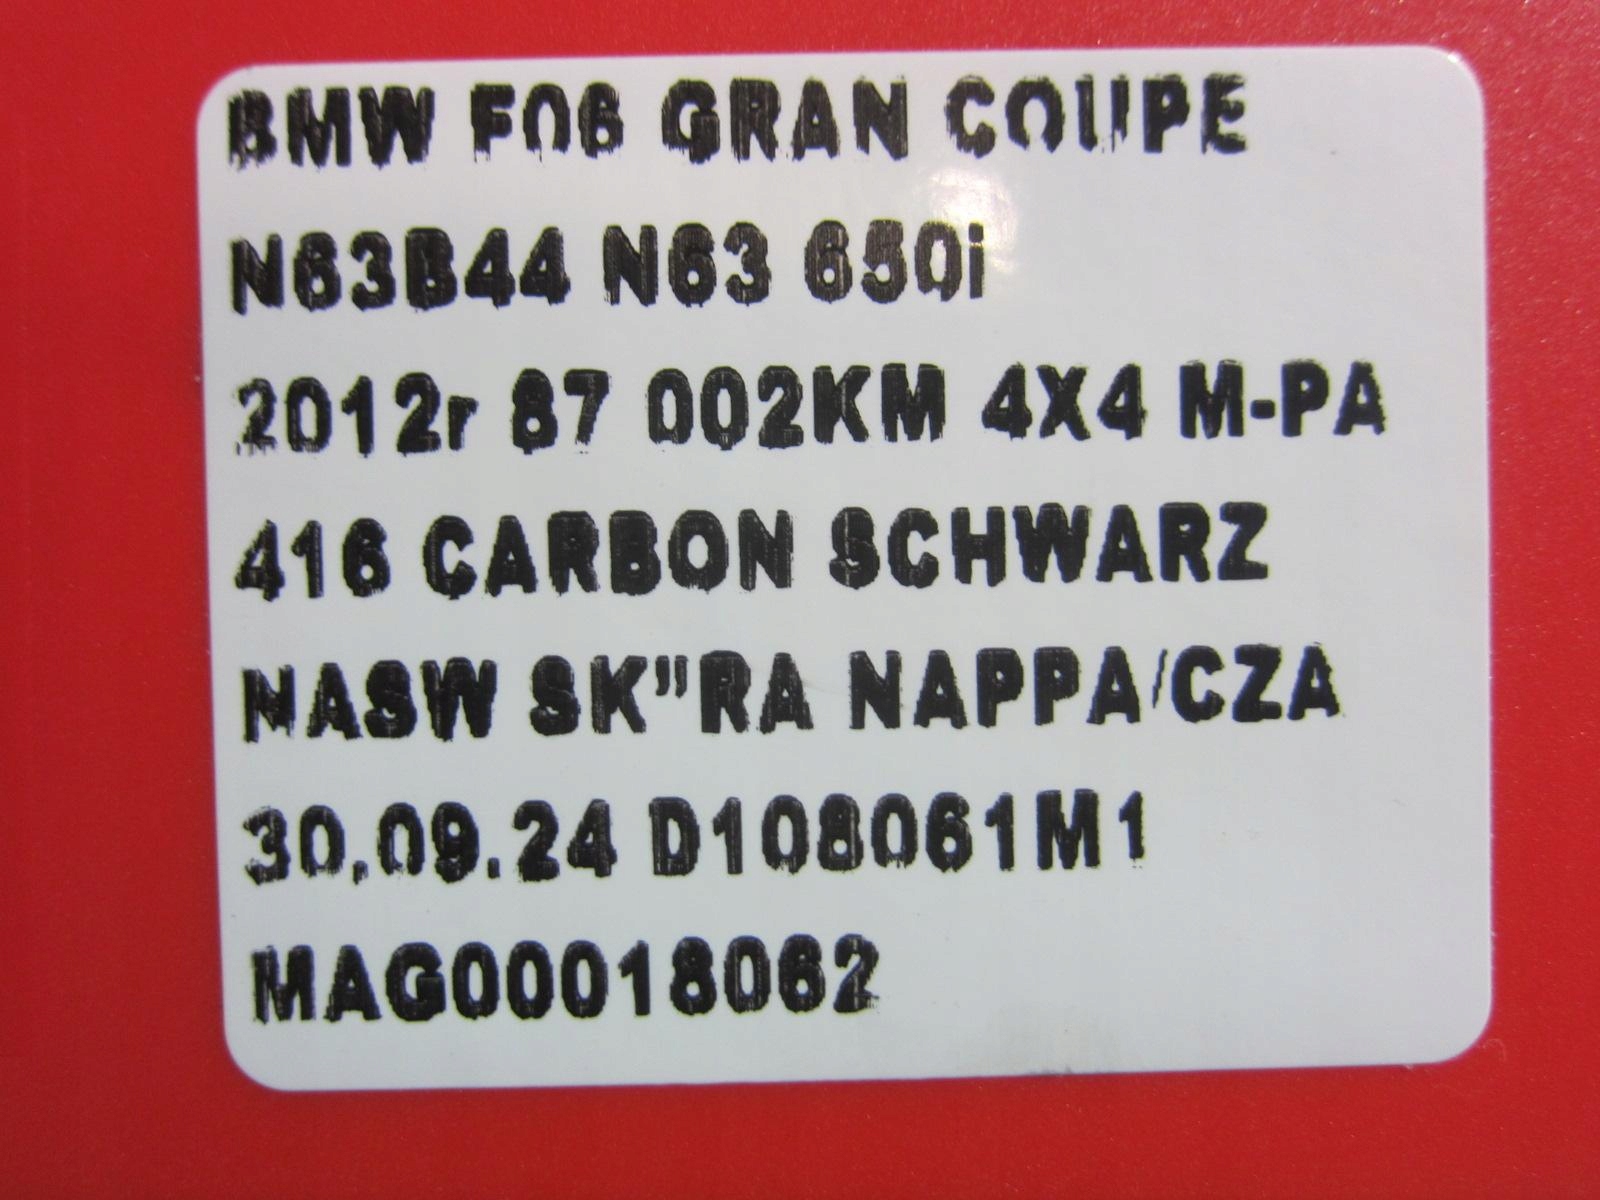 BMW F06 GRAN COUPE
N63B44 N63 650i
2012r 87 002KM 4X4 M-PA
416 CARBON SCHWARZ
NASW SK"RA NAPPA/CZA
30.09.24 D108061M1
MAG00018062